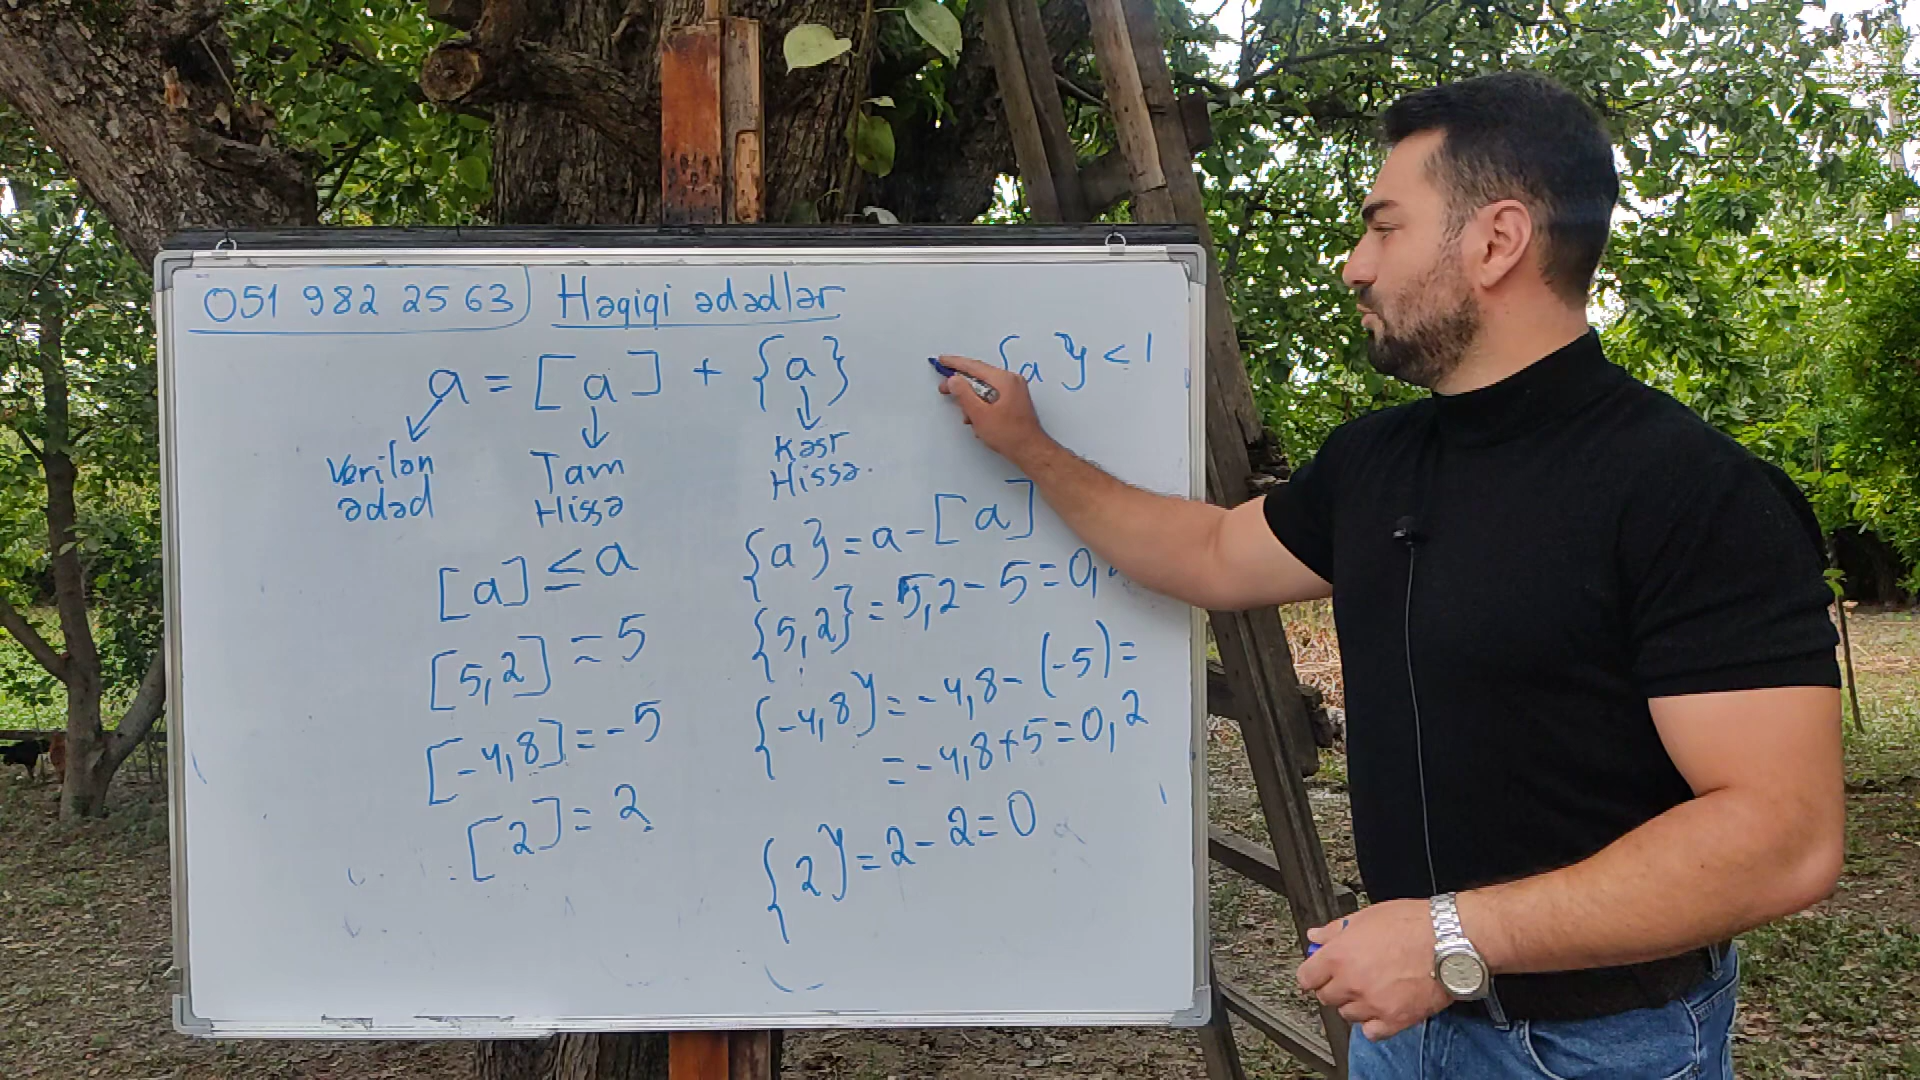 051 982 25 63 Həqiqi ədədlər
a = [a] + {a}
{a} < 1
Verilən ədəd
Tam Hissə
Kəsr Hissə.
[a] ≤ a
[5,2] = 5
[-4,8] = -5
[2] = 2
{a} = a - [a]
{5,2} = 5,2 - 5 = 0,
{-4,8} = -4,8 - (-5) =
= -4,8 + 5 = 0,2
{2} = 2 - 2 = 0